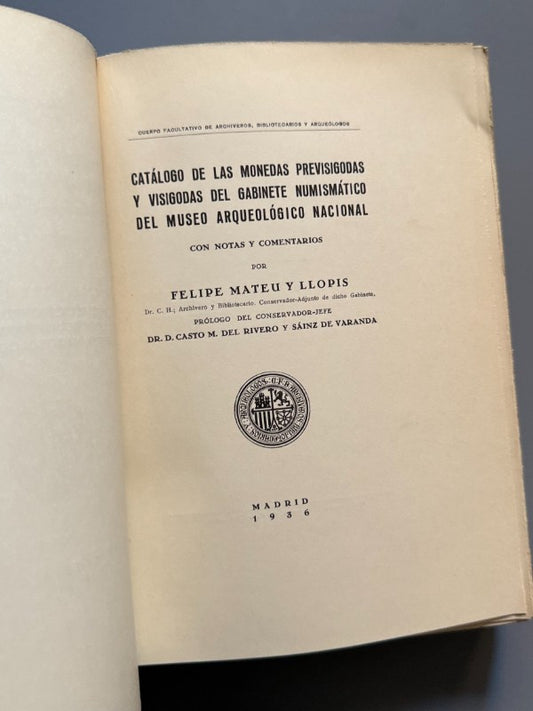 CUERPO FACULTATIVO DE ARCHIVEROS, BIBLIOTECARIOS Y ARQUEÓLOGOS
CATÁLOGO DE LAS MONEDAS PREVISIGODAS
Y VISIGODAS DEL GABINETE NUMISMÁTICO
DEL MUSEO ARQUEOLÓGICO NACIONAL
CON NOTAS Y COMENTARIOS
POR
FELIPE MATEU Y LLOPIS
Dr. C. H.; Archivero y Bibliotecario. Conservador-Adjunto de dicho Gabinete,
PRÓLOGO DEL CONSERVADOR-JEFE
DR. D. CASTO M. DEL RIVERO Y SÁINZ DE VARANDA
MADRID
1936